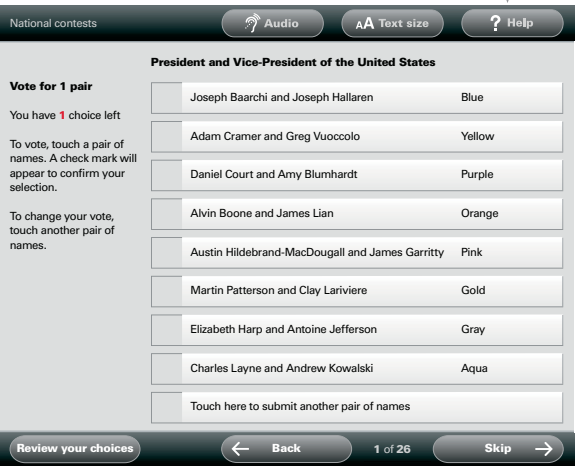 National contests
Audio
AA Text size
? Help
President and Vice-President of the United States
Vote for 1 pair
You have 1 choice left
To vote, touch a pair of
names. A check mark will
appear to confirm your
selection.
To change your vote,
touch another pair of
names.
Joseph Baarchi and Joseph Hallaren Blue
Adam Cramer and Greg Vuoccolo Yellow
Daniel Court and Amy Blumhardt Purple
Alvin Boone and James Lian Orange
Austin Hildebrand-MacDougall and James Garritty Pink
Martin Patterson and Clay Lariviere Gold
Elizabeth Harp and Antoine Jefferson Gray
Charles Layne and Andrew Kowalski Aqua
Touch here to submit another pair of names
Review your choices
← Back
1 of 26
Skip →